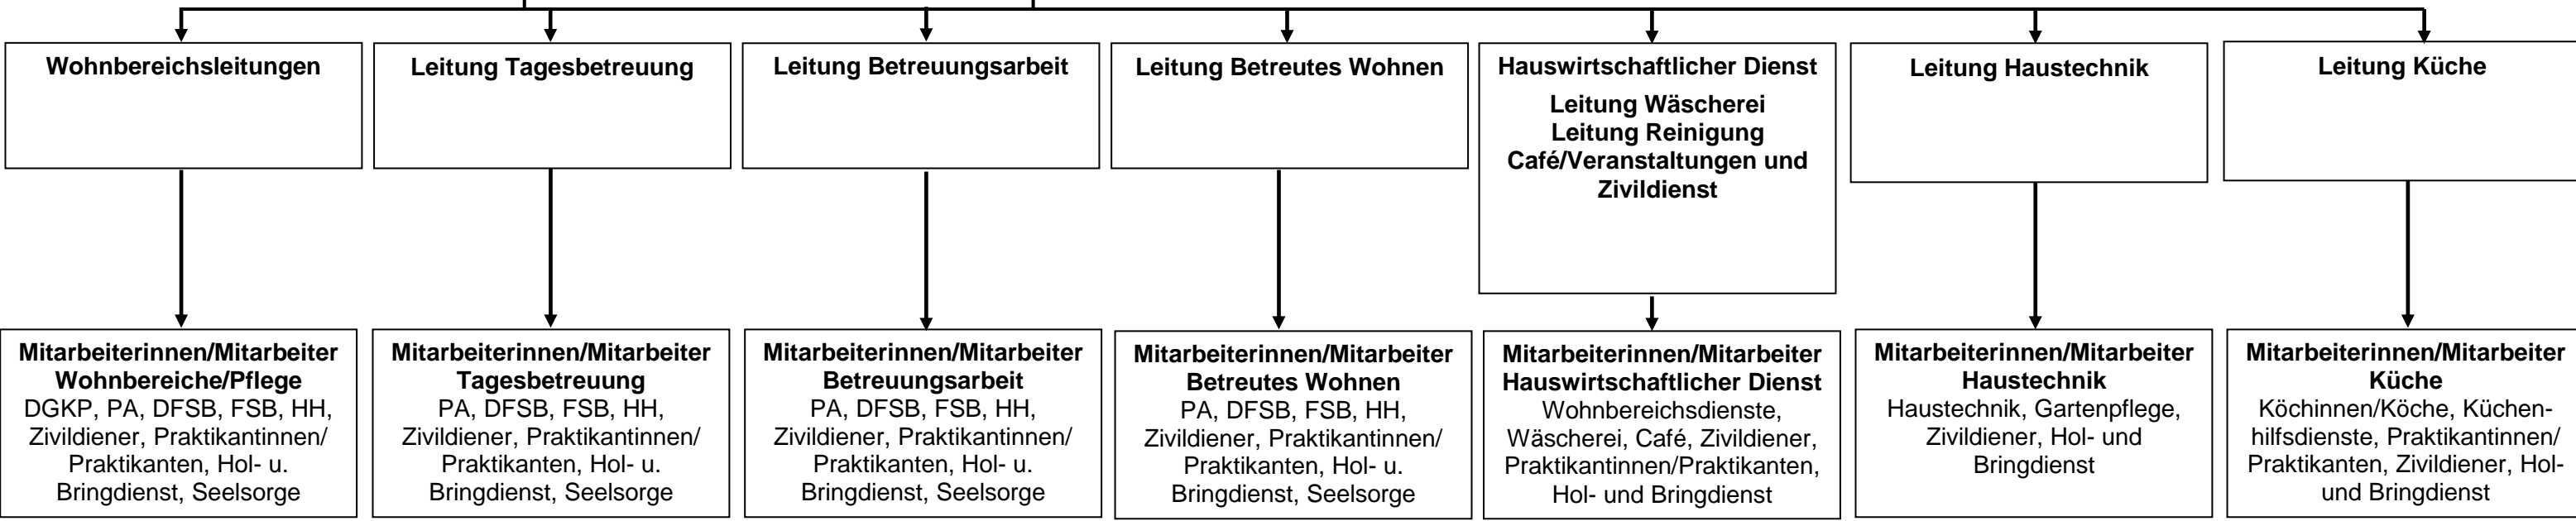 Wohnbereichsleitungen
Leitung Tagesbetreuung
Leitung Betreuungsarbeit
Leitung Betreutes Wohnen
Hauswirtschaftlicher Dienst
Leitung Wäscherei
Leitung Reinigung
Café/Veranstaltungen und
Zivildienst
Leitung Haustechnik
Leitung Küche
Mitarbeiterinnen/Mitarbeiter
Wohnbereiche/Pflege
DGKP, PA, DFSB, FSB, HH,
Zivildiener, Praktikantinnen/
Praktikanten, Hol- u.
Bringdienst, Seelsorge
Mitarbeiterinnen/Mitarbeiter
Tagesbetreuung
PA, DFSB, FSB, HH,
Zivildiener, Praktikantinnen/
Praktikanten, Hol- u.
Bringdienst, Seelsorge
Mitarbeiterinnen/Mitarbeiter
Betreuungsarbeit
PA, DFSB, FSB, HH,
Zivildiener, Praktikantinnen/
Praktikanten, Hol- u.
Bringdienst, Seelsorge
Mitarbeiterinnen/Mitarbeiter
Betreutes Wohnen
PA, DFSB, FSB, HH,
Zivildiener, Praktikantinnen/
Praktikanten, Hol- u.
Bringdienst, Seelsorge
Mitarbeiterinnen/Mitarbeiter
Hauswirtschaftlicher Dienst
Wohnbereichsdienste,
Wäscherei, Café, Zivildiener,
Praktikantinnen/Praktikanten,
Hol- und Bringdienst
Mitarbeiterinnen/Mitarbeiter
Haustechnik
Haustechnik, Gartenpflege,
Zivildiener, Hol- und
Bringdienst
Mitarbeiterinnen/Mitarbeiter
Küche
Köchinnen/Köche, Küchen-
hilfsdienste, Praktikantinnen/
Praktikanten, Zivildiener, Hol-
und Bringdienst